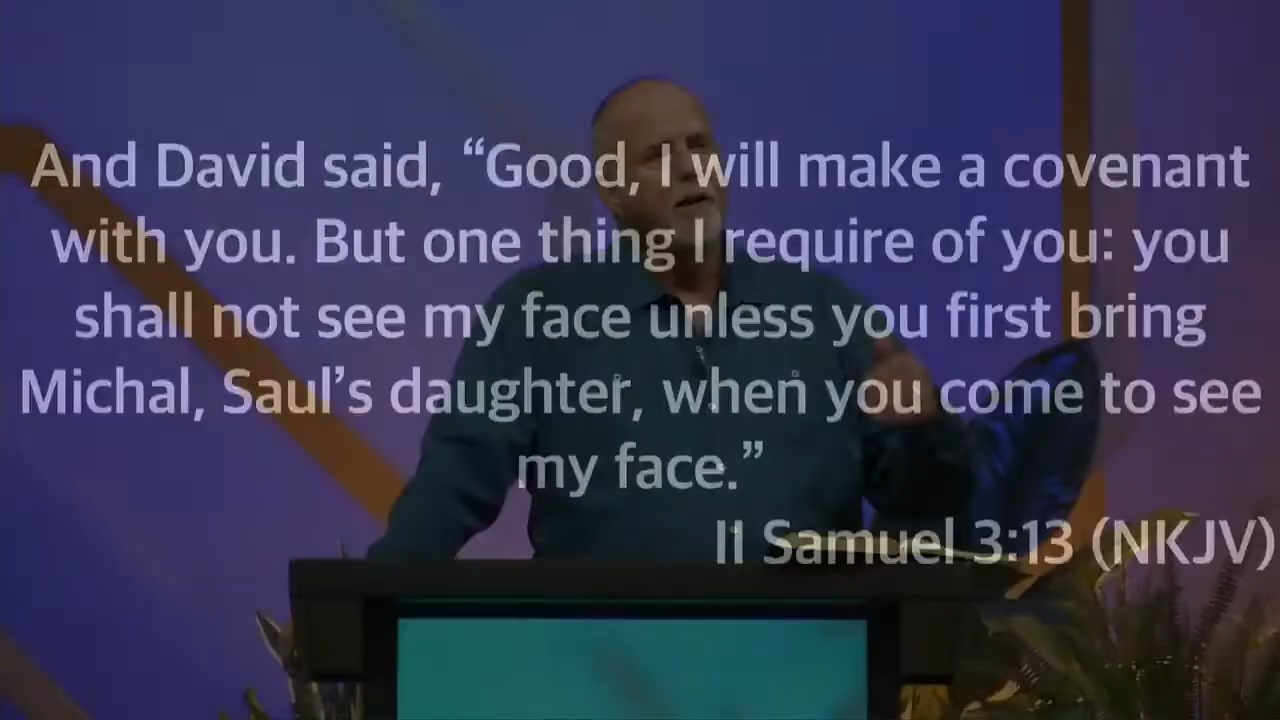 And David said, “Good, I will make a covenant
with you. But one thing I require of you: you
shall not see my face unless you first bring
Michal, Saul’s daughter, when you come to see
my face.”
II Samuel 3:13 (NKJV)